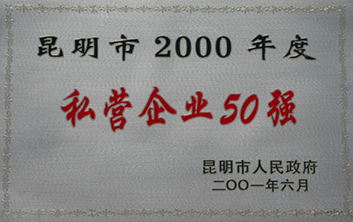 昆明市 2000 年度
私营企业50强
昆明市人民政府
二〇〇一年六月